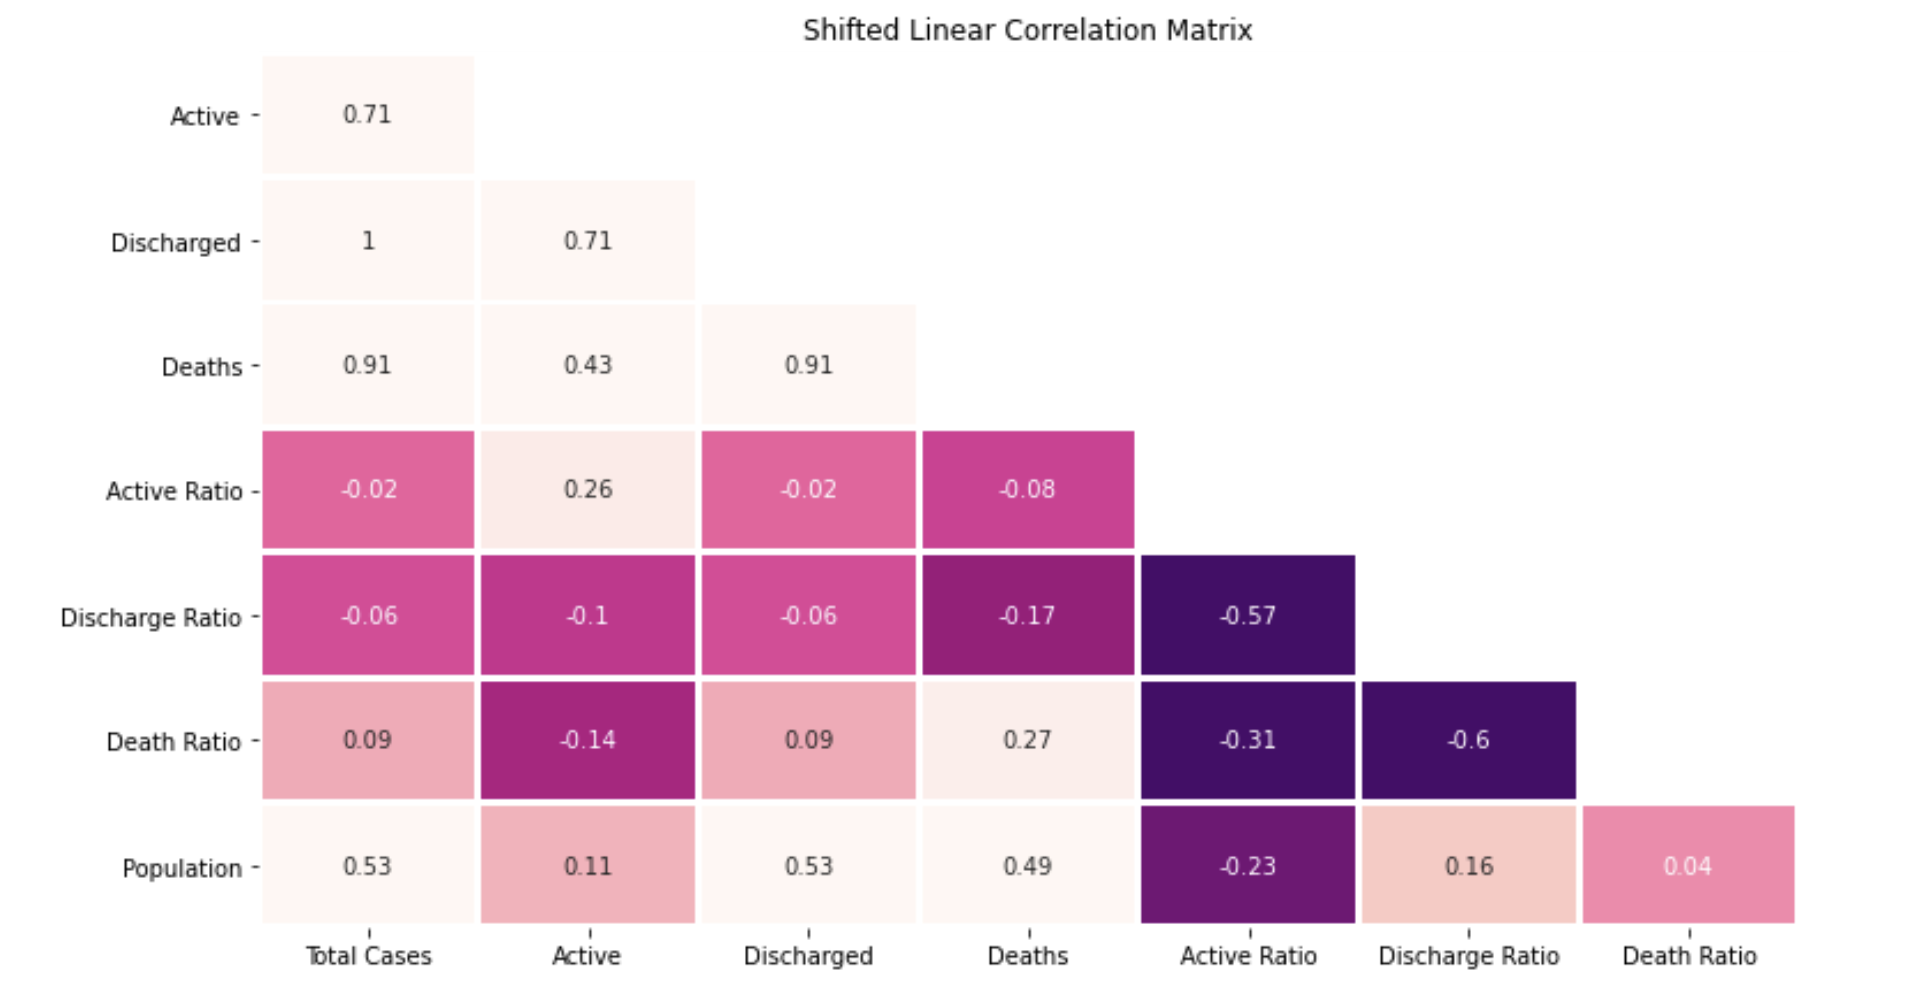 Shifted Linear Correlation Matrix
Active 0.71
Discharged 1 0.71
Deaths 0.91 0.43 0.91
Active Ratio -0.02 0.26 -0.02 -0.08
Discharge Ratio -0.06 -0.1 -0.06 -0.17 -0.57
Death Ratio 0.09 -0.14 0.09 0.27 -0.31 -0.6
Population 0.53 0.11 0.53 0.49 -0.23 0.16 0.04
Total Cases Active Discharged Deaths Active Ratio Discharge Ratio Death Ratio